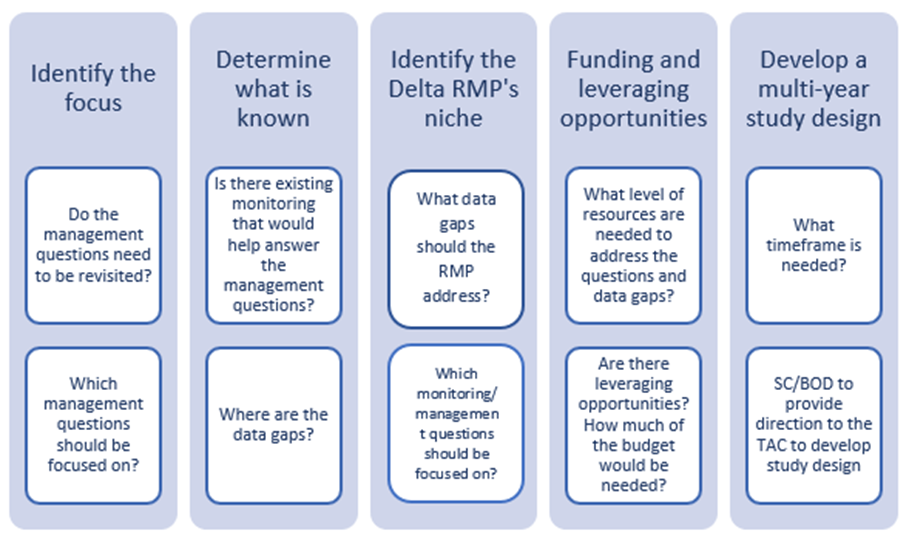 Identify the
focus
Do the
management
questions need
to be revisited?
Which
management
questions
should be
focused on?
Determine
what is
known
Is there existing
monitoring
that would
help answer
the
management
questions?
Where are the
data gaps?
Identify the
Delta RMP's
niche
What data
gaps
should the
RMP
address?
Which
monitoring/
managemen
t questions
should be
focused on?
Funding and
leveraging
opportunities
What level of
resources are
needed to
address the
questions and
data gaps?
Are there
leveraging
opportunities?
How much of
the budget
would be
needed?
Develop a
multi-year
study design
What
timeframe is
needed?
SC/BOD to
provide
direction to the
TAC to develop
study design